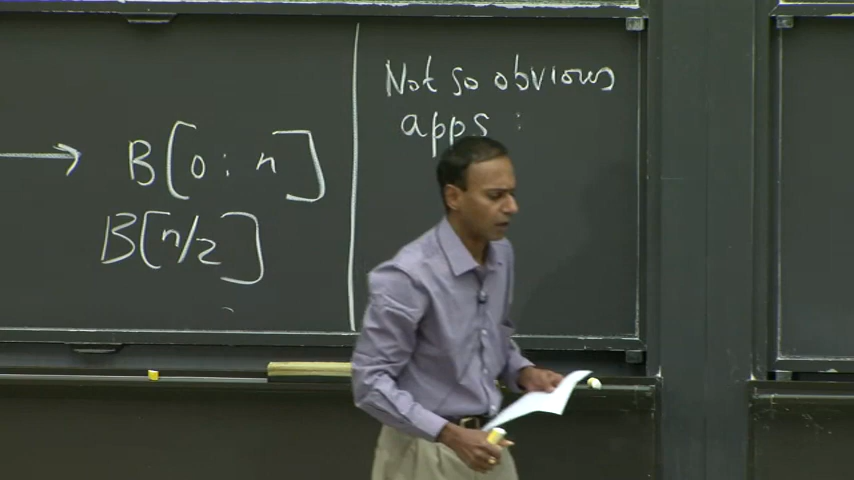 → B[0 : n]
B[n/2]
Not so obvious
apps :